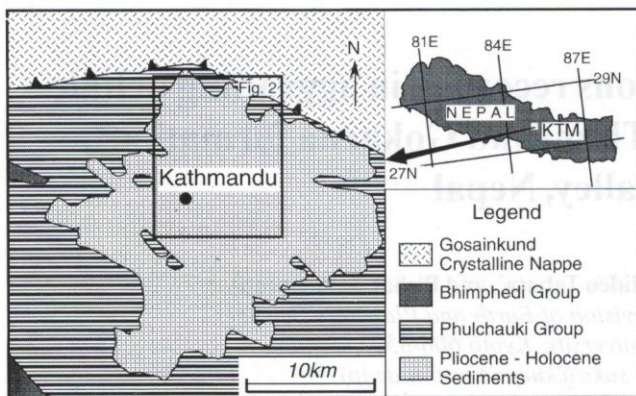 N
Fig. 2
Kathmandu
10km
81E
84E
87E
29N
NEPAL
KTM
27N
Legend
Gosainkund
Crystalline Nappe
Bhimphedi Group
Phulchauki Group
Pliocene - Holocene
Sediments